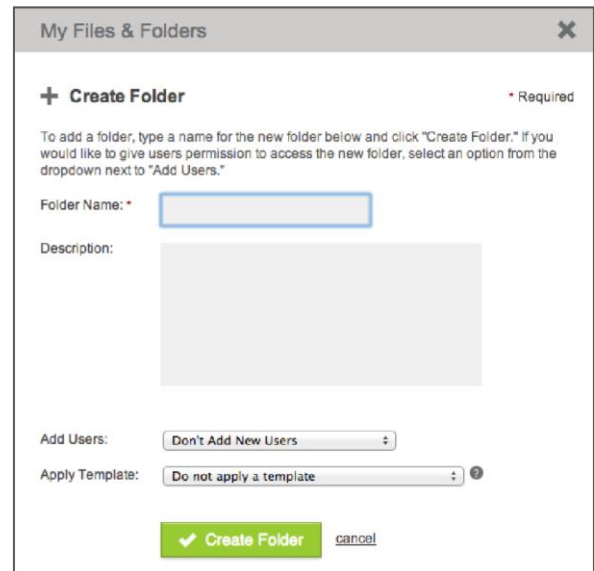 My Files & Folders
Create Folder
* Required
To add a folder, type a name for the new folder below and click "Create Folder." If you
would like to give users permission to access the new folder, select an option from the
dropdown next to "Add Users."
Folder Name: *
Description:
Add Users: Don't Add New Users
Apply Template: Do not apply a template ?
Create Folder cancel